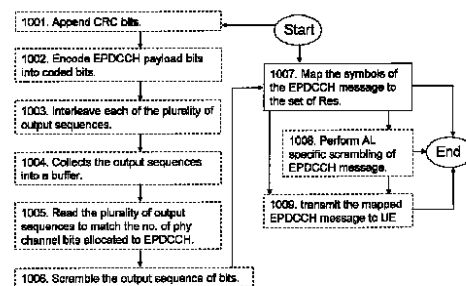 1001. Append CRC bits.
Start
1002. Encode EPDCCH payload bits
into coded bits.
1003. Interleave each of the plurality of
output sequences.
1004. Collects the output sequences
into a buffer.
1005. Read the plurality of output
sequences to match the no. of phy
channel bits allocated to EPDCCH.
1006. Scramble the output sequence of bits.
1007. Map the symbols of
the EPDCCH message to
the set of Res.
1008. Perform AL
specific scrambling of
EPDCCH message.
End
1009. transmit the mapped
EPDCCH message to UE